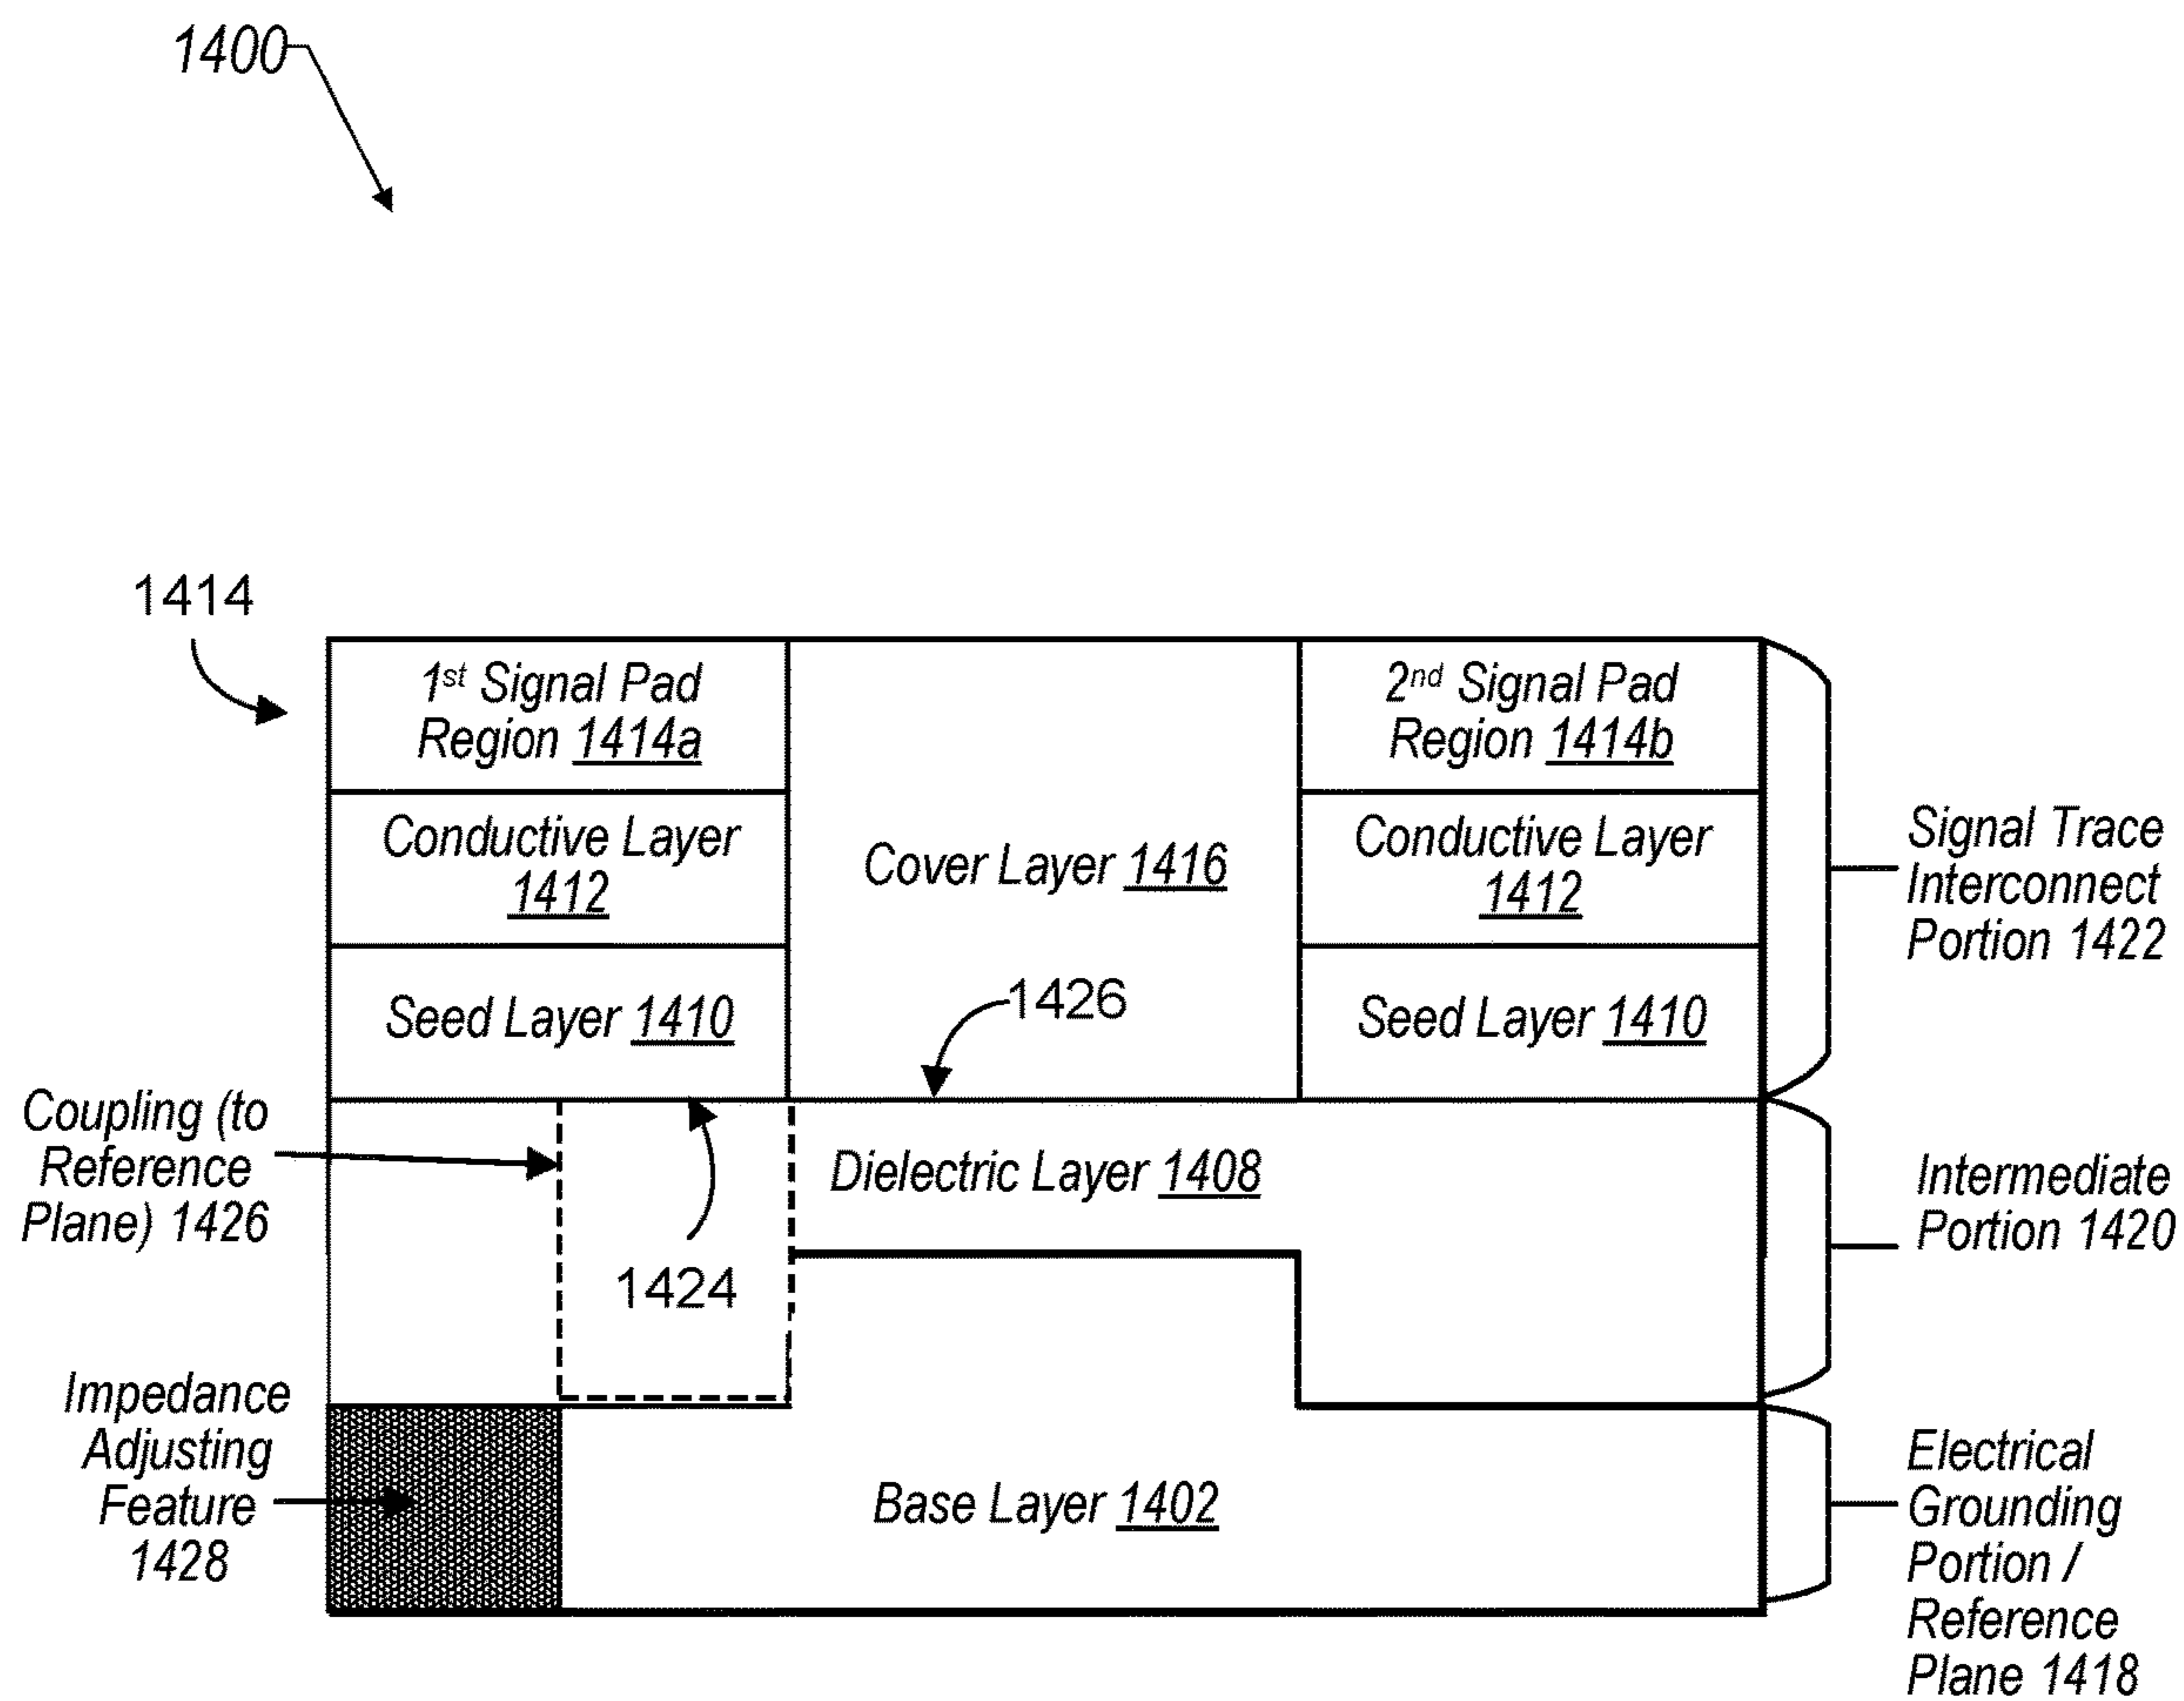 1400
1414
1st Signal Pad
Region 1414a
Conductive Layer
1412
Seed Layer 1410
Cover Layer 1416
1426
2nd Signal Pad
Region 1414b
Conductive Layer
1412
Seed Layer 1410
Signal Trace
Interconnect
Portion 1422
Coupling (to
Reference
Plane) 1426
1424
Dielectric Layer 1408
Intermediate
Portion 1420
Impedance
Adjusting
Feature
1428
Base Layer 1402
Electrical
Grounding
Portion /
Reference
Plane 1418